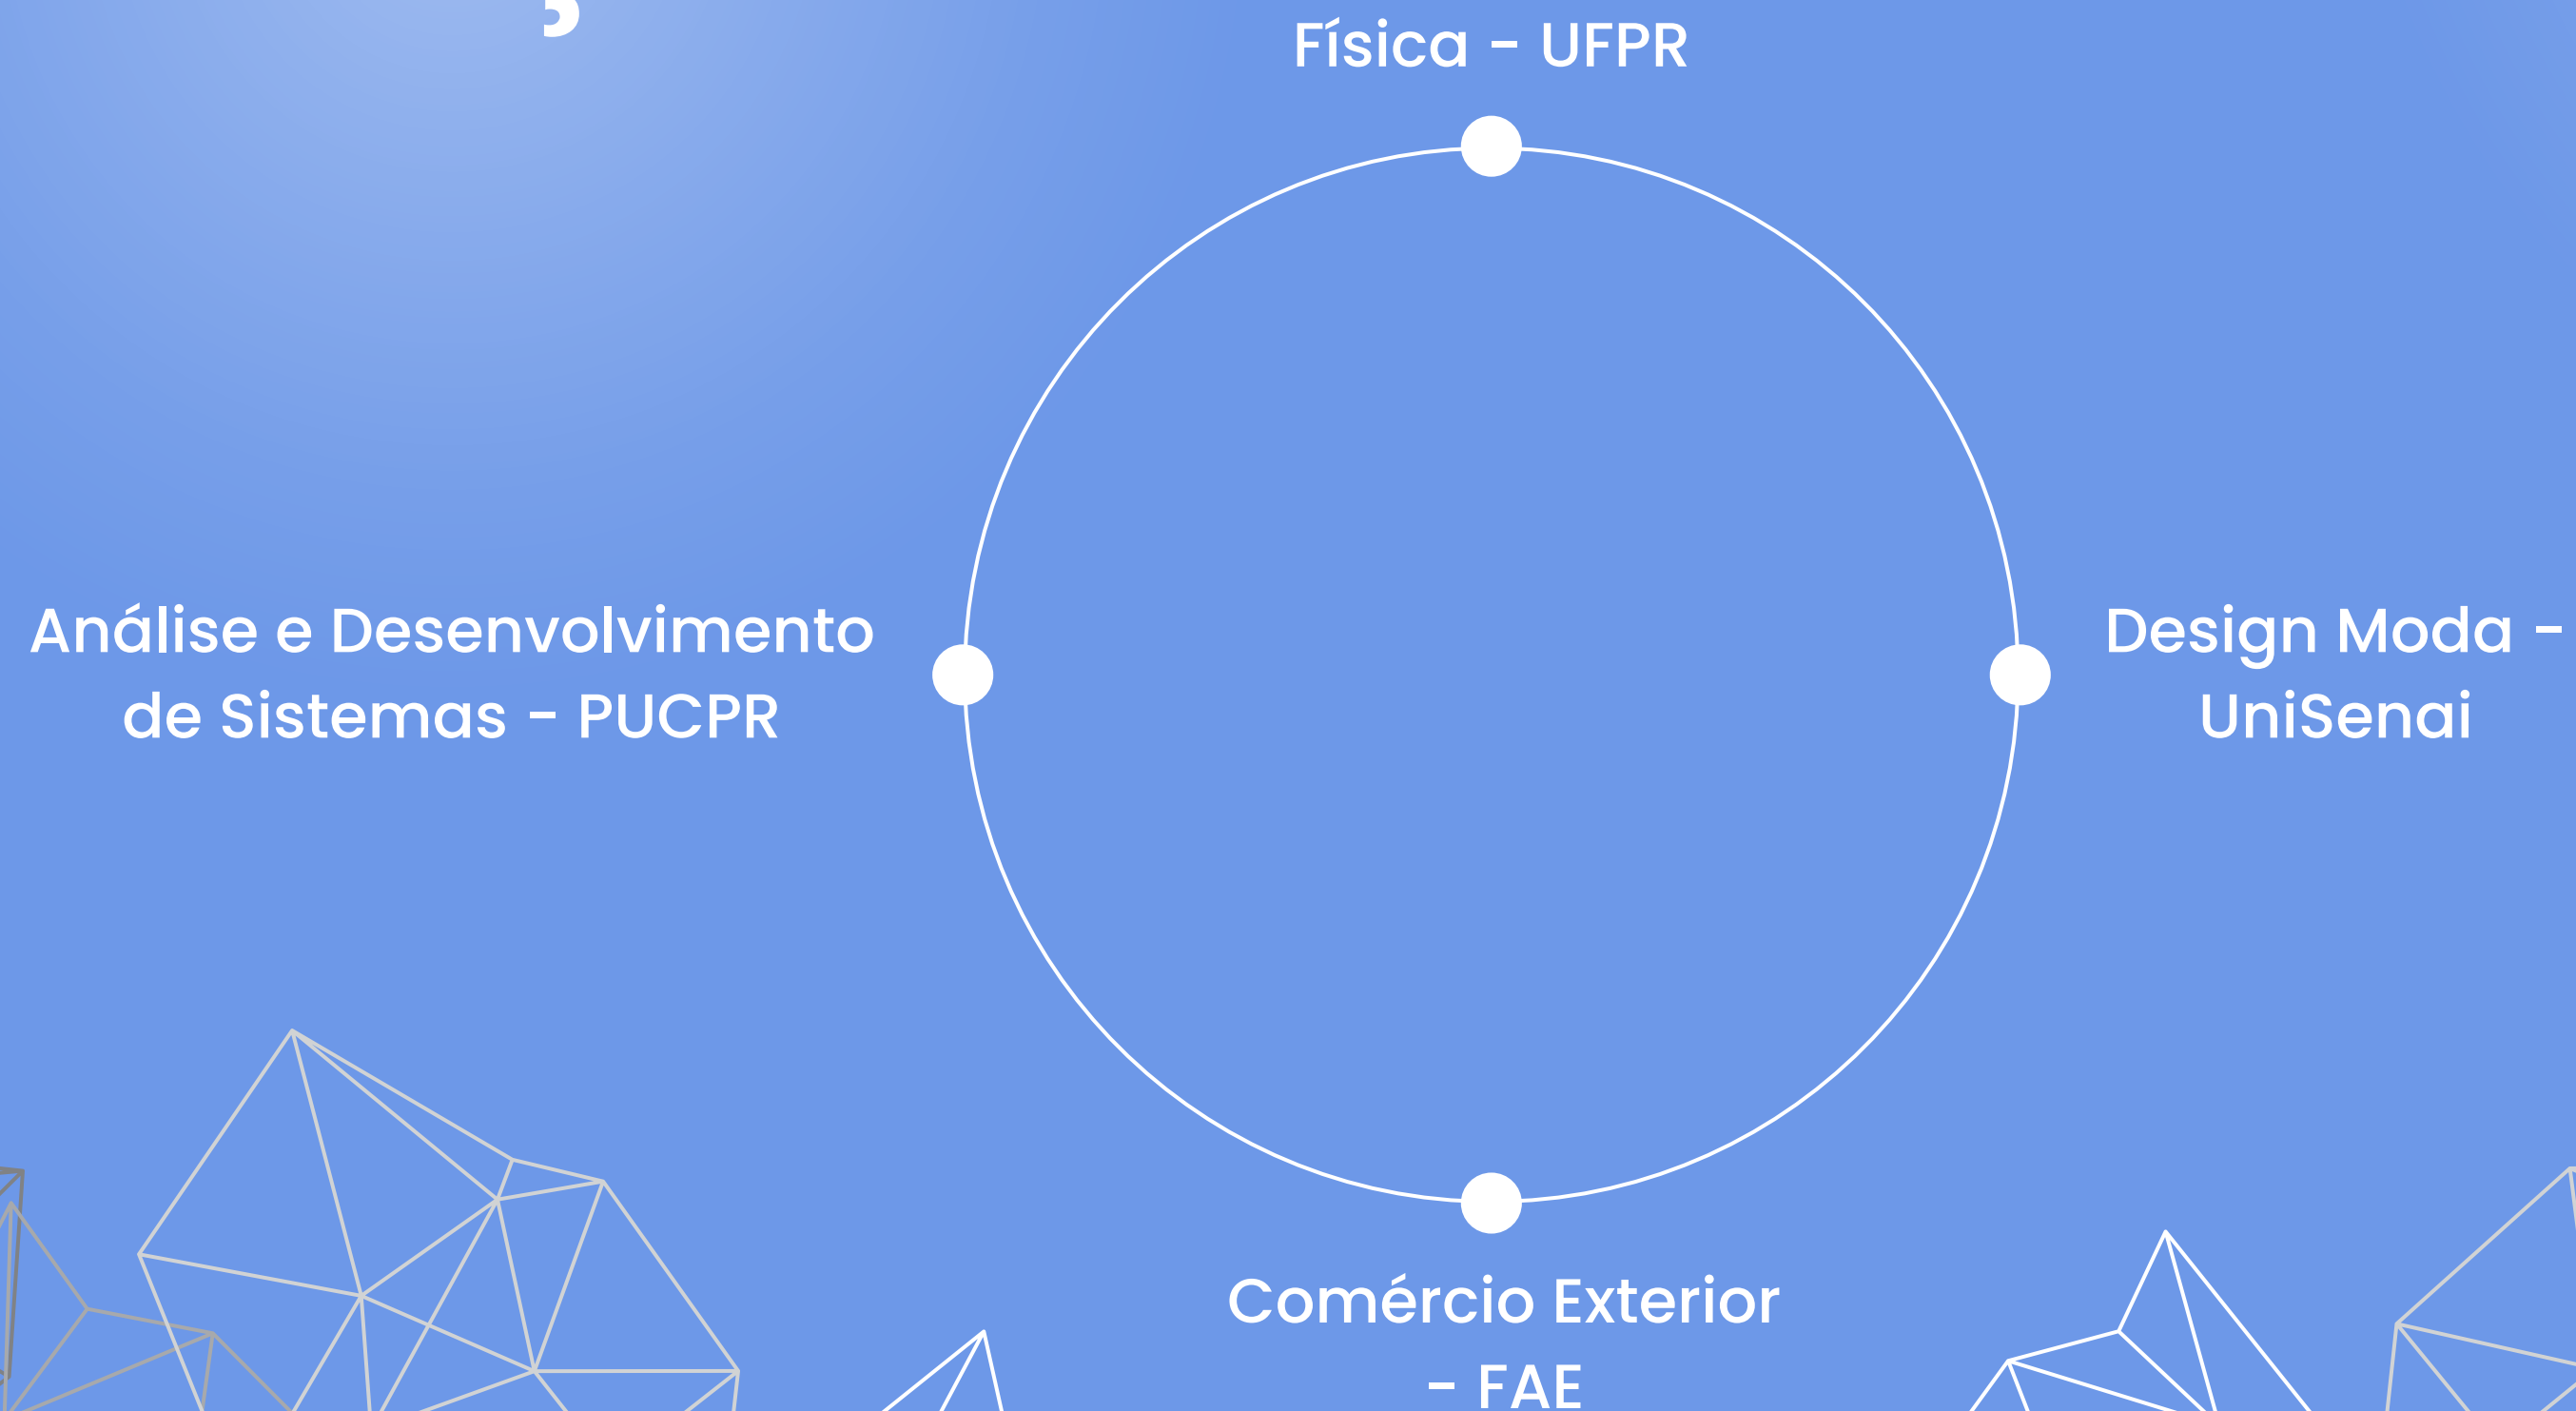 Física - UFPR
Análise e Desenvolvimento
de Sistemas - PUCPR
Design Moda -
UniSenai
Comércio Exterior
- FAE